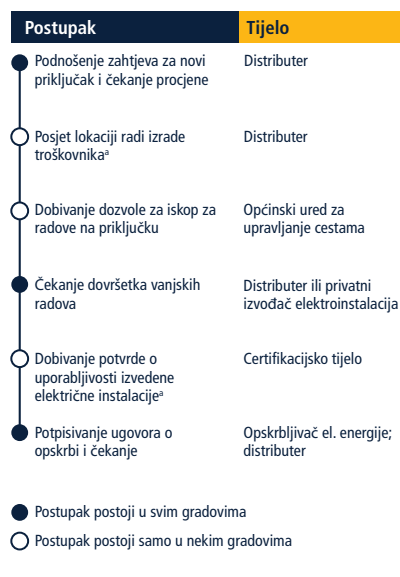 Postupak Tijelo
Podnošenje zahtjeva za novi Distributer
priključak i čekanje procjene
Posjet lokaciji radi izrade Distributer
troškovnikaᵃ
Dobivanje dozvole za iskop za Općinski ured za
radove na priključku upravljanje cestama
Čekanje dovršetka vanjskih Distributer ili privatni
radova izvođač elektroinstalacija
Dobivanje potvrde o Certifikacijsko tijelo
uporabljivosti izvedene
električne instalacijeᵃ
Potpisivanje ugovora o Opskrbljivač el. energije;
opskrbi i čekanje distributer
Postupak postoji u svim gradovima
Postupak postoji samo u nekim gradovima